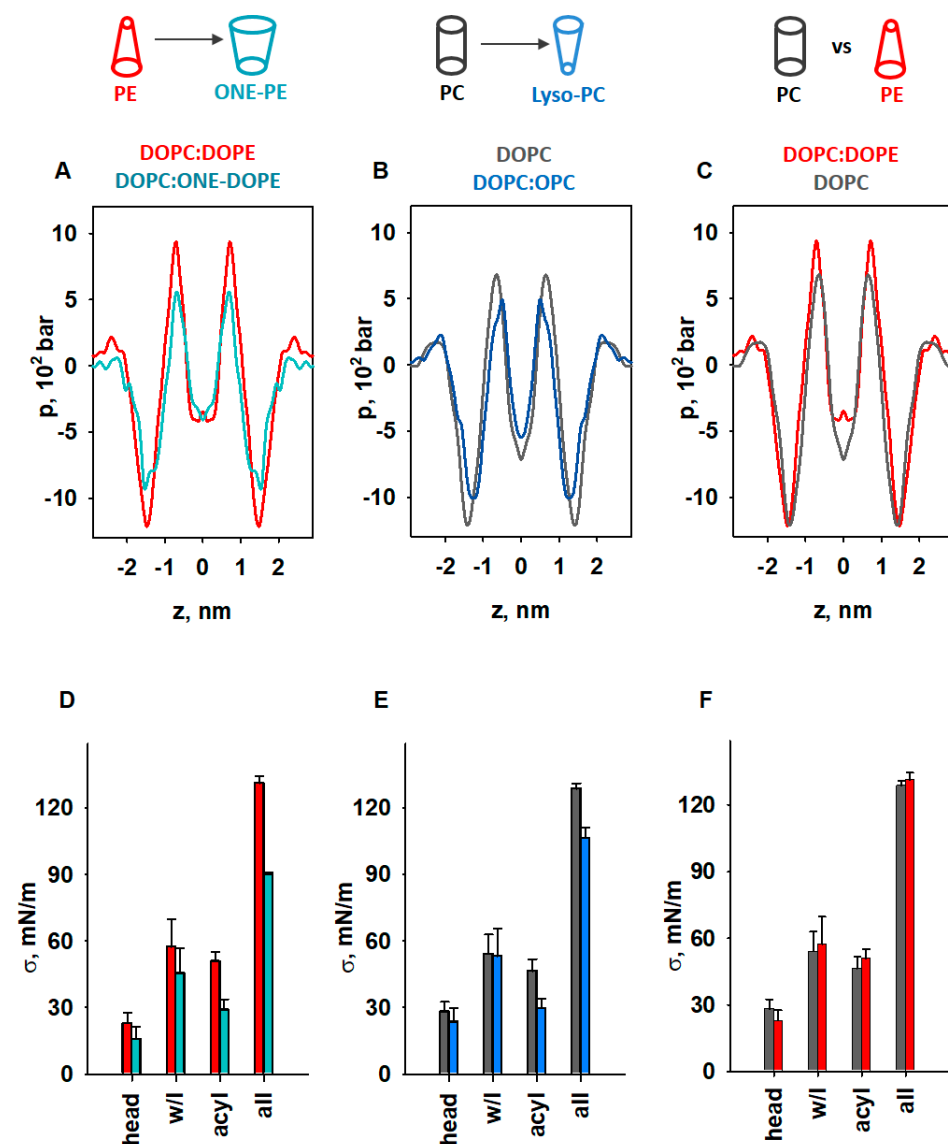 PE
ONE-PE
PC
Lyso-PC
PC
vs
PE
A
DOPC:DOPE
DOPC:ONE-DOPE
B
DOPC
DOPC:OPC
C
DOPC:DOPE
DOPC
p, 10² bar
10
5
0
-5
-10
-2 -1 0 1 2
z, nm
p, 10² bar
10
5
0
-5
-10
-2 -1 0 1 2
z, nm
p, 10² bar
10
5
0
-5
-10
-2 -1 0 1 2
z, nm
D
σ, mN/m
120
90
60
30
0
head
w/l
acyl
all
E
σ, mN/m
120
90
60
30
0
head
w/l
acyl
all
F
σ, mN/m
120
90
60
30
0
head
w/l
acyl
all